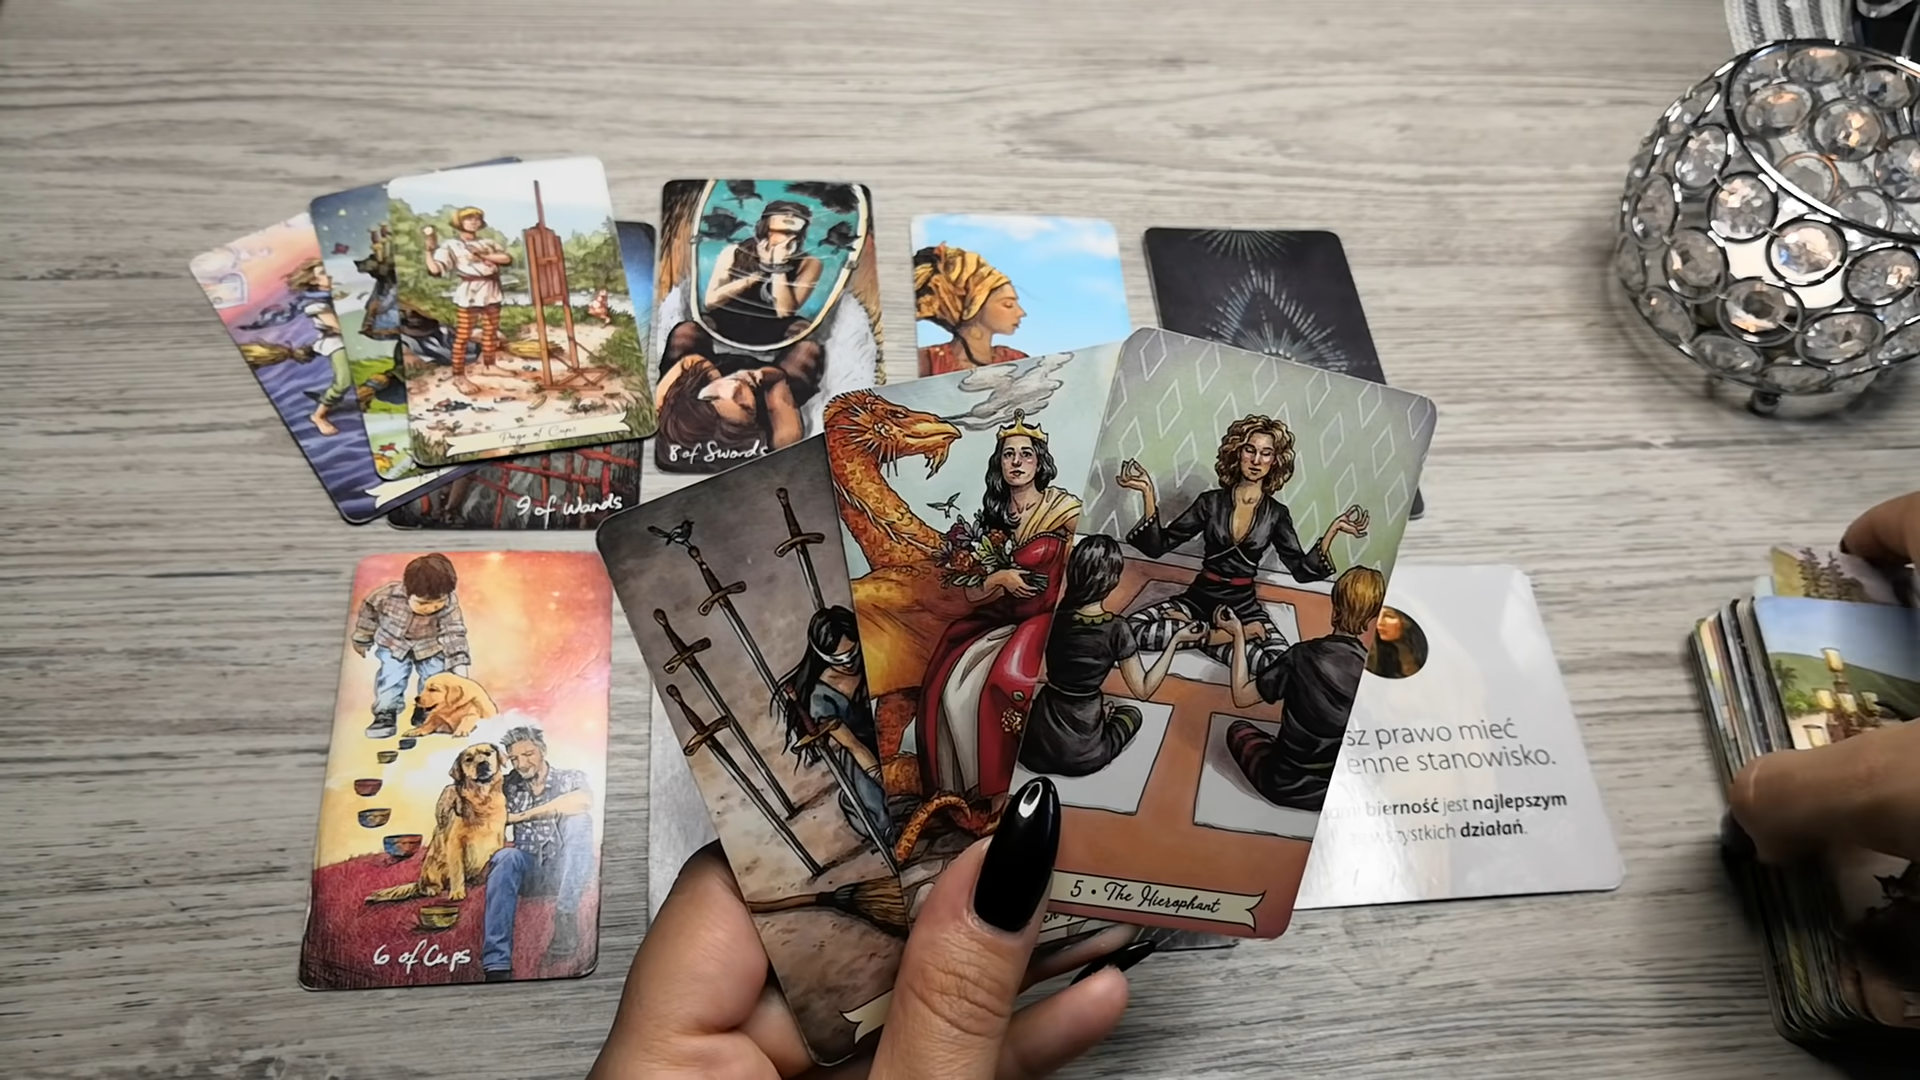 Page of Cups
8 of Swords
9 of Wands
6 of Cups
5 • The Hierophant
sz prawo mieć
enne stanowisko.
bierność jest najlepszym
wszystkich działań.